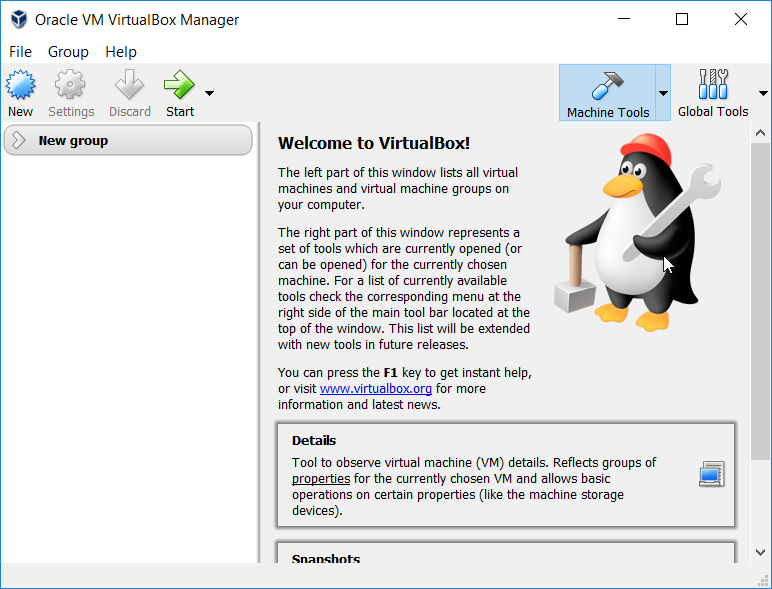 Oracle VM VirtualBox Manager
File Group Help
New Settings Discard Start Machine Tools Global Tools
New group
Welcome to VirtualBox!
The left part of this window lists all virtual
machines and virtual machine groups on
your computer.
The right part of this window represents a
set of tools which are currently opened (or
can be opened) for the currently chosen
machine. For a list of currently available
tools check the corresponding menu at the
right side of the main tool bar located at the
top of the window. This list will be extended
with new tools in future releases.
You can press the F1 key to get instant help,
or visit www.virtualbox.org for more
information and latest news.
Details
Tool to observe virtual machine (VM) details. Reflects groups of
properties for the currently chosen VM and allows basic
operations on certain properties (like the machine storage
devices).
Snapshots